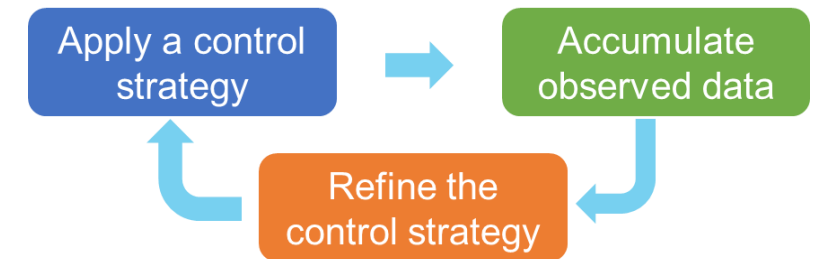 Apply a control
strategy
Accumulate
observed data
Refine the
control strategy